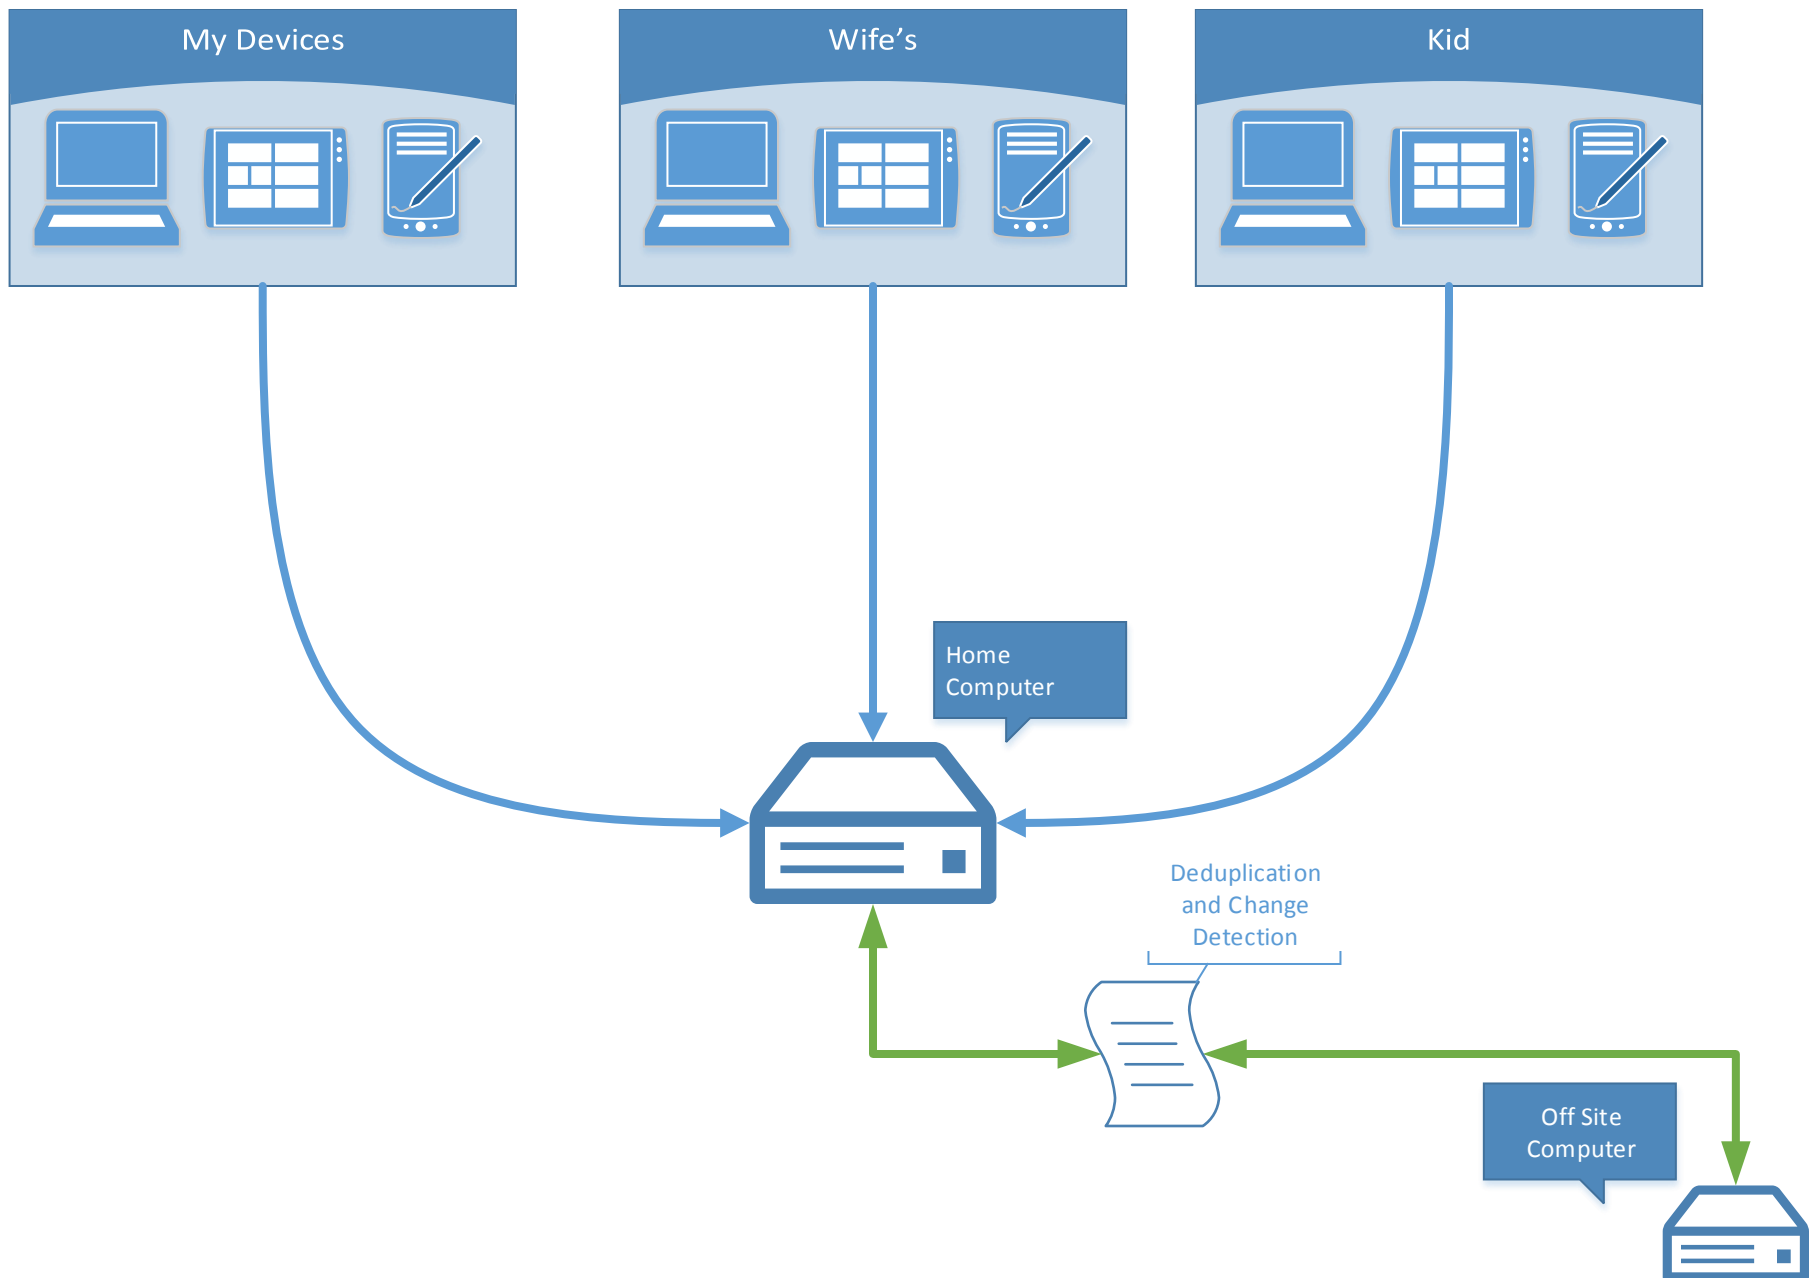 My Devices
Wife’s
Kid
Home
Computer
Deduplication
and Change
Detection
Off Site
Computer